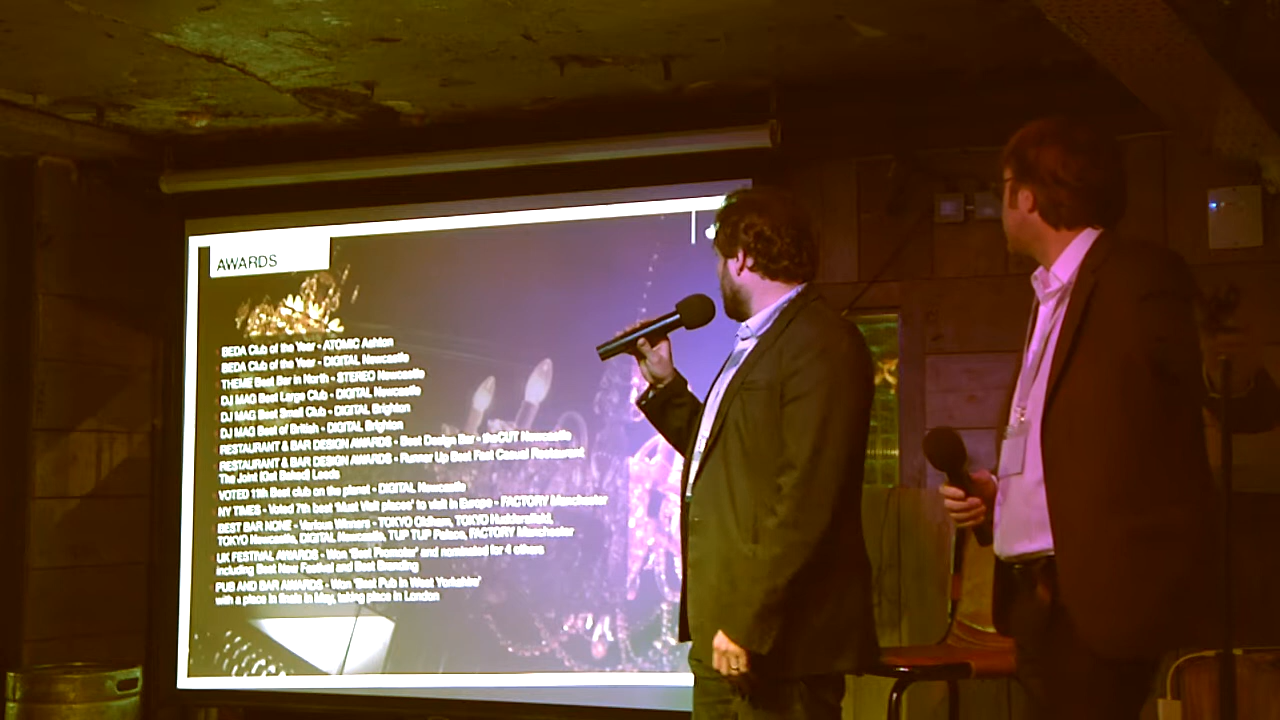 AWARDS
BEDA Club of the Year - ATOMIC Ashton
BEDA Club of the Year - DIGITAL Newcastle
THEME Best Bar in North - STEREO Newcastle
DJ MAG Best Large Club - DIGITAL Newcastle
DJ MAG Best Small Club - DIGITAL Brighton
DJ MAG Best of British - DIGITAL Brighton
RESTAURANT & BAR DESIGN AWARDS - Best Design Bar - theCUT Newcastle
RESTAURANT & BAR DESIGN AWARDS - Runner Up Best Fast Casual Restaurant
The Joint (Get Baked) Leeds
VOTED 11th Best club on the planet - DIGITAL Newcastle
NY TIMES - Voted 7th best 'Must Visit places' to visit in Europe - FACTORY Manchester
BEST BAR NONE - Various Winners - TOKYO Oldham, TOKYO Huddersfield,
TOKYO Newcastle, DIGITAL Newcastle, TUP TUP Palace, FACTORY Manchester
UK FESTIVAL AWARDS - Won 'Best Promoter' and nominated for 4 others
including Best New Festival and Best Branding
PUB AND BAR AWARDS - Won 'Best Pub in West Yorkshire'
with a place in finals in May, taking place in London